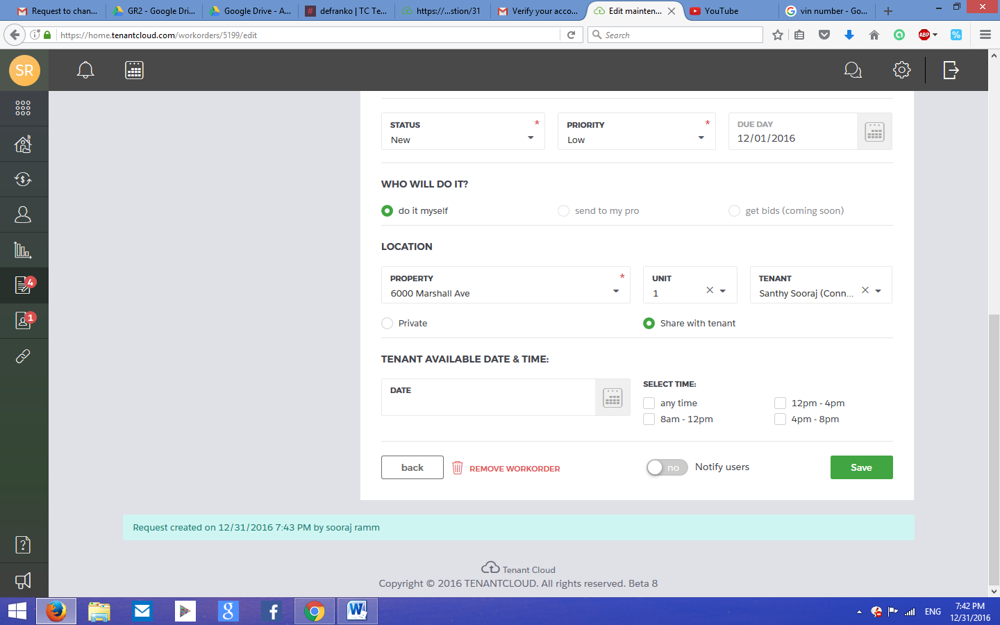 Request to chan...
GR2 - Google Dri...
Google Drive - A...
# defranko | TC Te...
https://...stion/31
Verify your acco...
Edit mainten...
YouTube
G vin number - Go...
https://home.tenantcloud.com/workorders/5199/edit
Search
ABP
%
SR
STATUS * PRIORITY * DUE DAY
New Low 12/01/2016
WHO WILL DO IT?
do it myself send to my pro get bids (coming soon)
LOCATION
PROPERTY * UNIT TENANT
6000 Marshall Ave 1 Santhy Sooraj (Conn...
4
Private Share with tenant
1
TENANT AVAILABLE DATE & TIME:
DATE SELECT TIME:
any time 12pm - 4pm
8am - 12pm 4pm - 8pm
back REMOVE WORKORDER no Notify users Save
Request created on 12/31/2016 7:43 PM by sooraj ramm
?
Tenant Cloud
Copyright © 2016 TENANTCLOUD. All rights reserved. Beta 8
g f W ENG 7:42 PM
12/31/2016